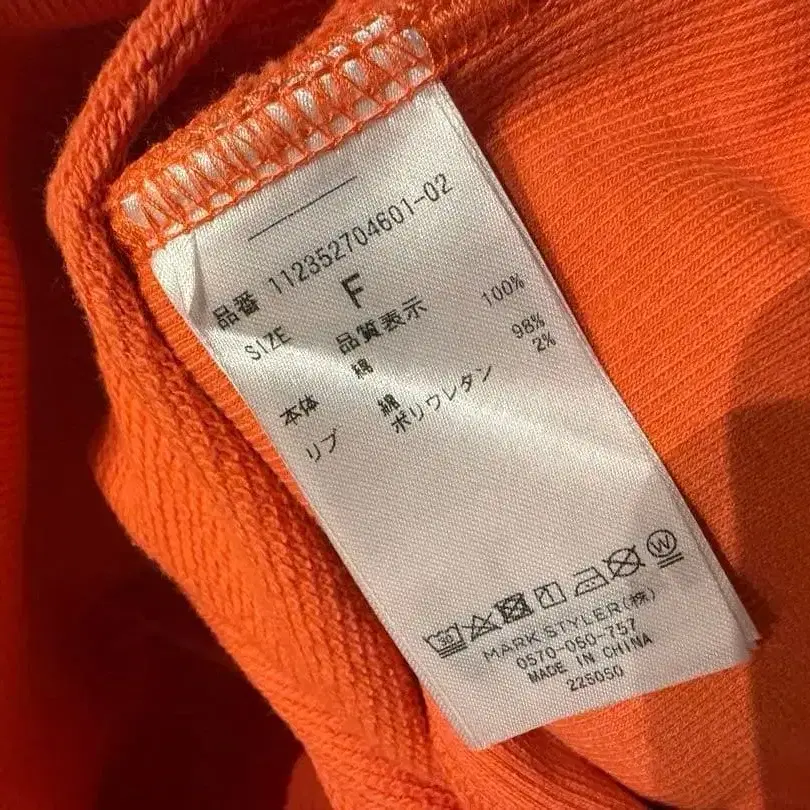 品番 112352704601-02
SIZE F
品質表示
本体 綿 100%
リブ 綿 98%
ポリウレタン 2%
W
MARK STYLER(株)
0570-050-757
MADE IN CHINA
225050